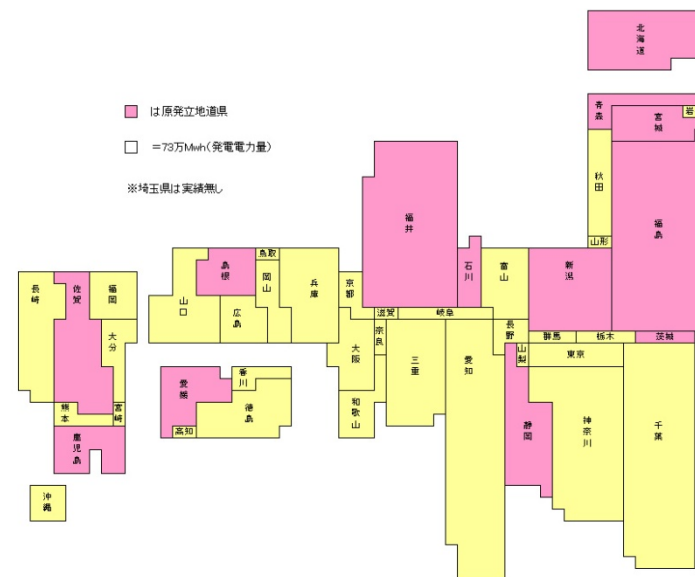 北海道
は原発立地道県
青森
岩
宮城
＝73万Mwh(発電電力量)
秋田
※埼玉県は実績無し
福井
福島
山形
鳥取
島根
石川
富山
新潟
岡山
兵庫
京都
長崎
佐賀
福岡
山口
広島
滋賀
岐阜
大分
奈良
長野
群馬
栃木
茨城
大阪
三重
愛知
山梨
東京
香川
愛媛
徳島
和歌山
静岡
神奈川
千葉
熊本
宮崎
高知
鹿児島
沖縄